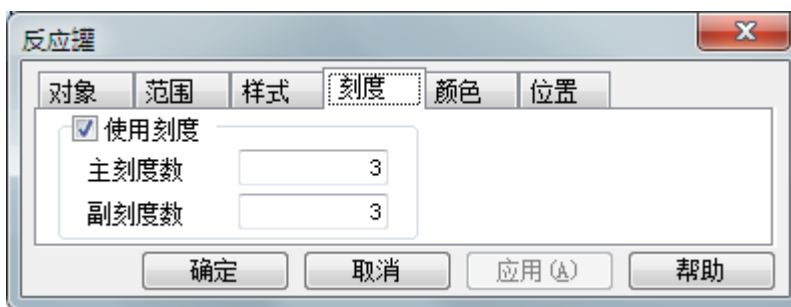 反应罐
对象 范围 样式 刻度 颜色 位置
使用刻度
主刻度数 3
副刻度数 3
确定 取消 应用(A) 帮助